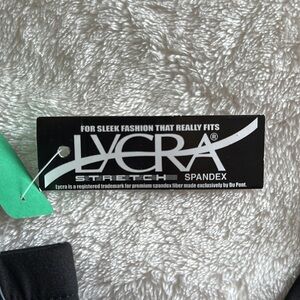 FOR SLEEK FASHION THAT REALLY FITS
LYCRA®
STRETCH SPANDEX
Lycra is a registered trademark for premium spandex fiber made exclusively by Du Pont.